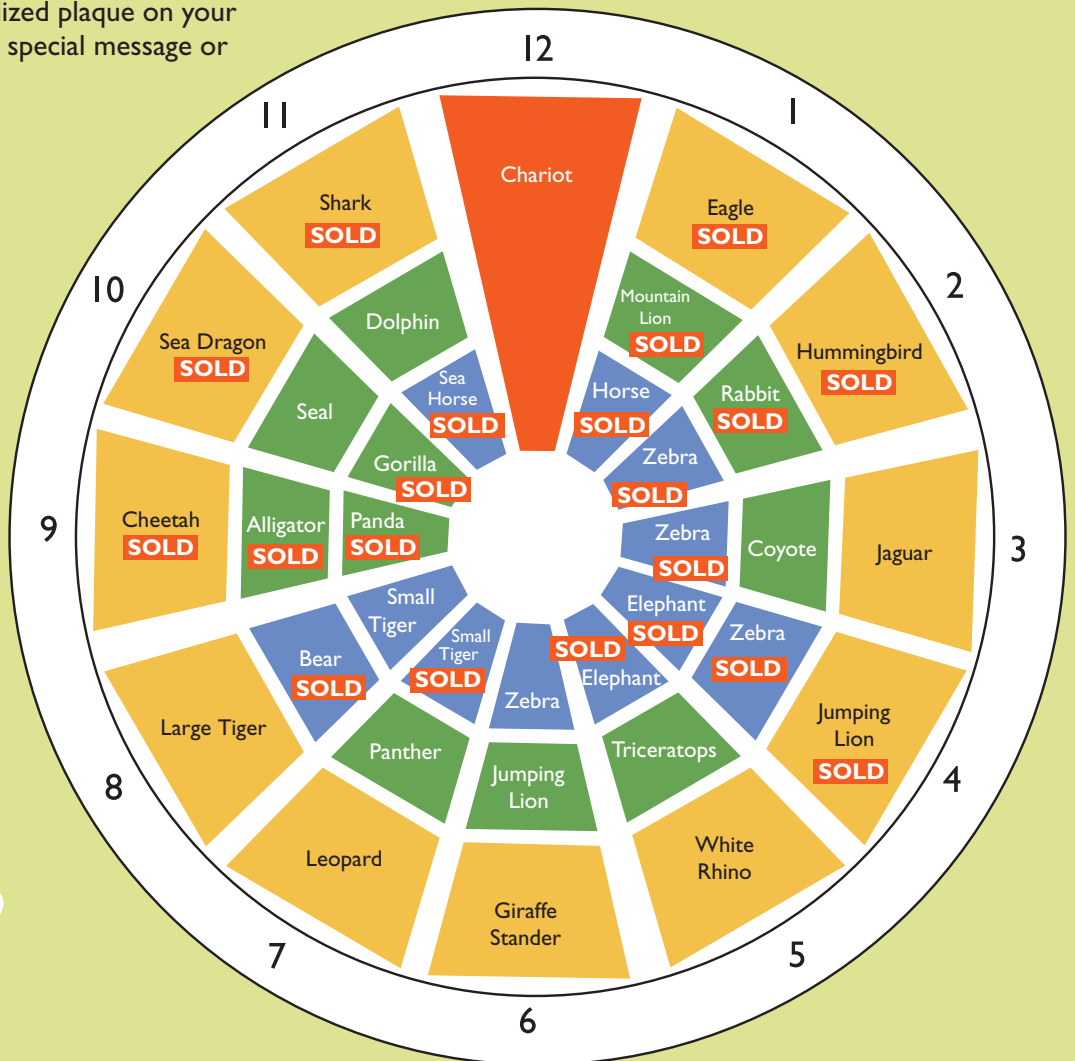 lized plaque on your
special message or
12
Chariot
1
Eagle
SOLD
Mountain
Lion
SOLD
Horse
SOLD
2
Hummingbird
SOLD
Rabbit
SOLD
Zebra
SOLD
3
Jaguar
Coyote
Zebra
SOLD
4
Jumping
Lion
SOLD
Zebra
SOLD
Elephant
SOLD
5
White
Rhino
Triceratops
SOLD
Elephant
6
Giraffe
Stander
Jumping
Lion
Zebra
7
Leopard
Panther
Small
Tiger
SOLD
8
Large Tiger
Bear
SOLD
Small
Tiger
9
Cheetah
SOLD
Alligator
SOLD
Panda
SOLD
10
Sea Dragon
SOLD
Seal
Gorilla
SOLD
11
Shark
SOLD
Dolphin
Sea
Horse
SOLD